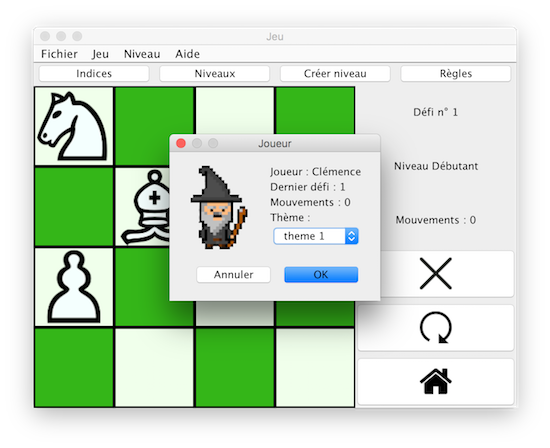 Jeu
Fichier Jeu Niveau Aide
Indices Niveaux Créer niveau Règles
Défi n° 1
Joueur
Niveau Débutant
Joueur : Clémence
Dernier défi : 1
Mouvements : 0
Thème :
theme 1
Mouvements : 0
Annuler OK